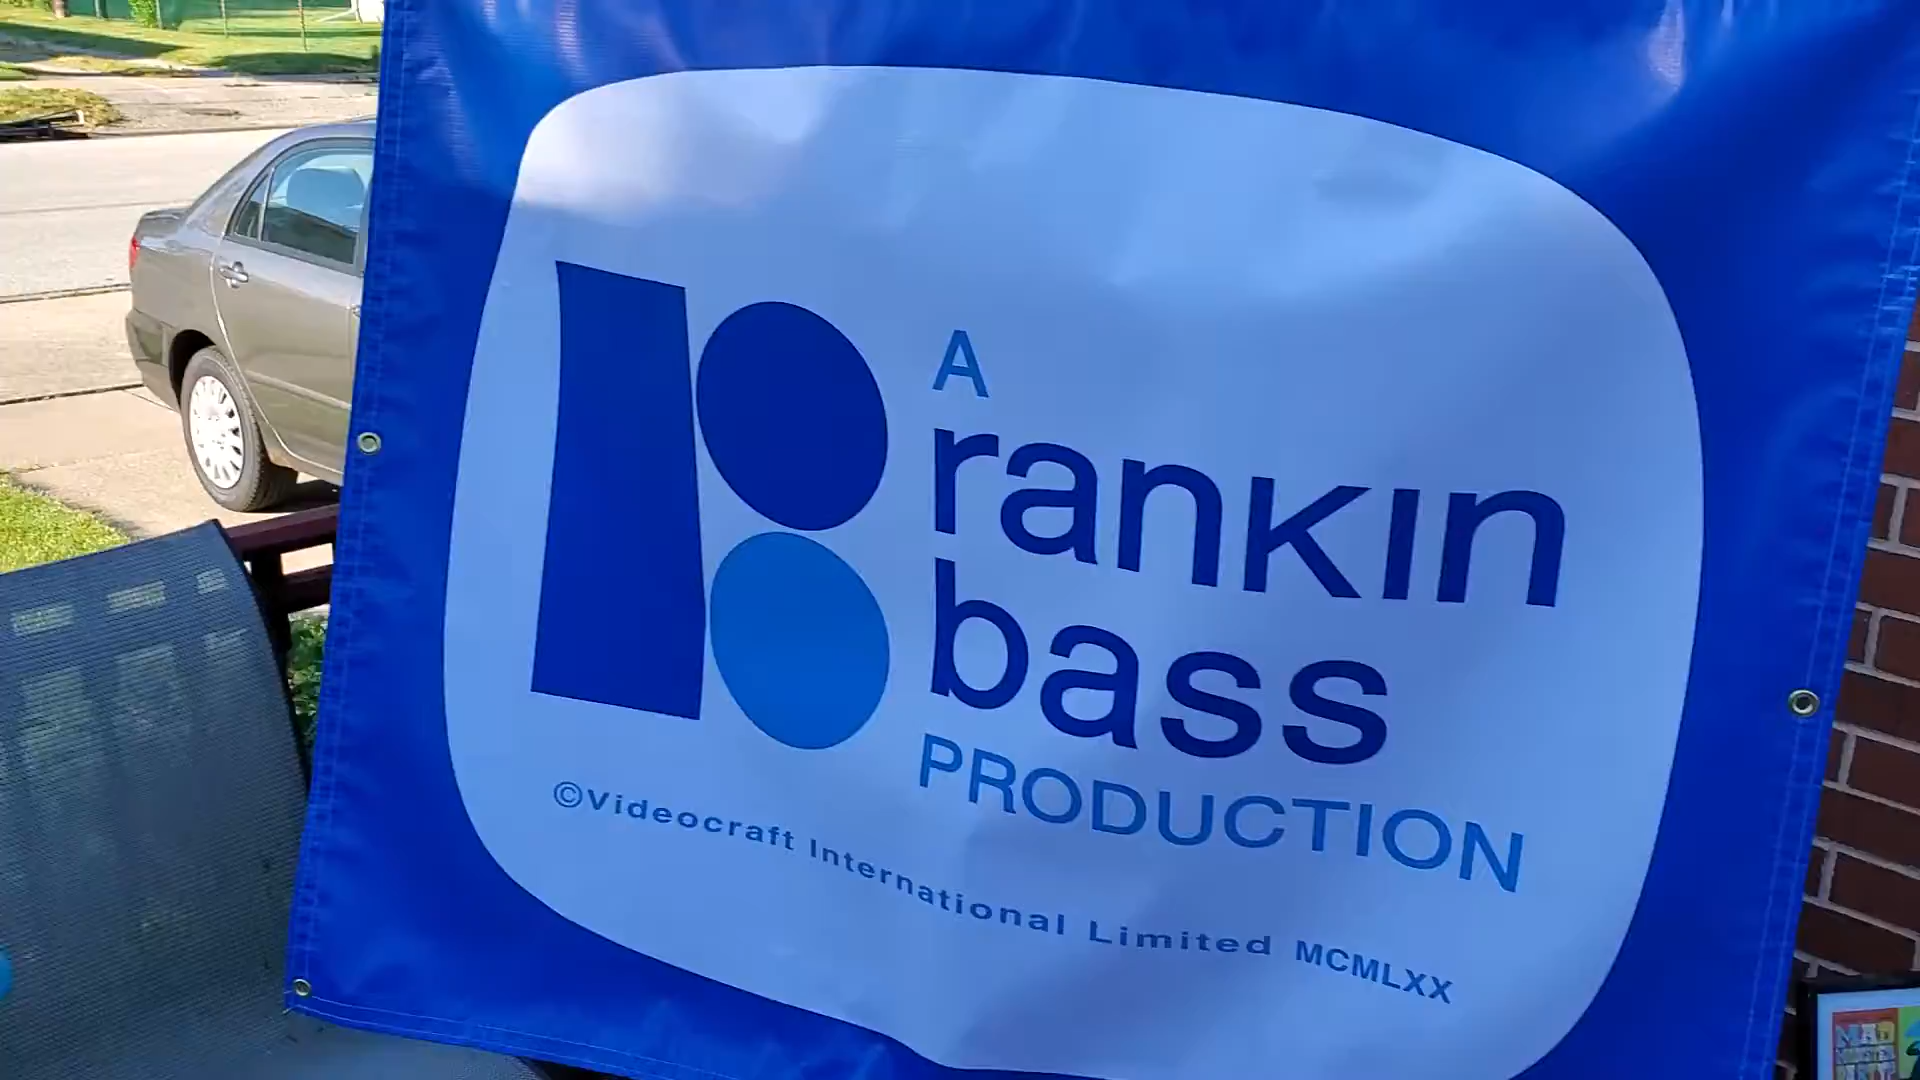 A
rankin
bass
PRODUCTION
©Videocraft International Limited MCMLXX